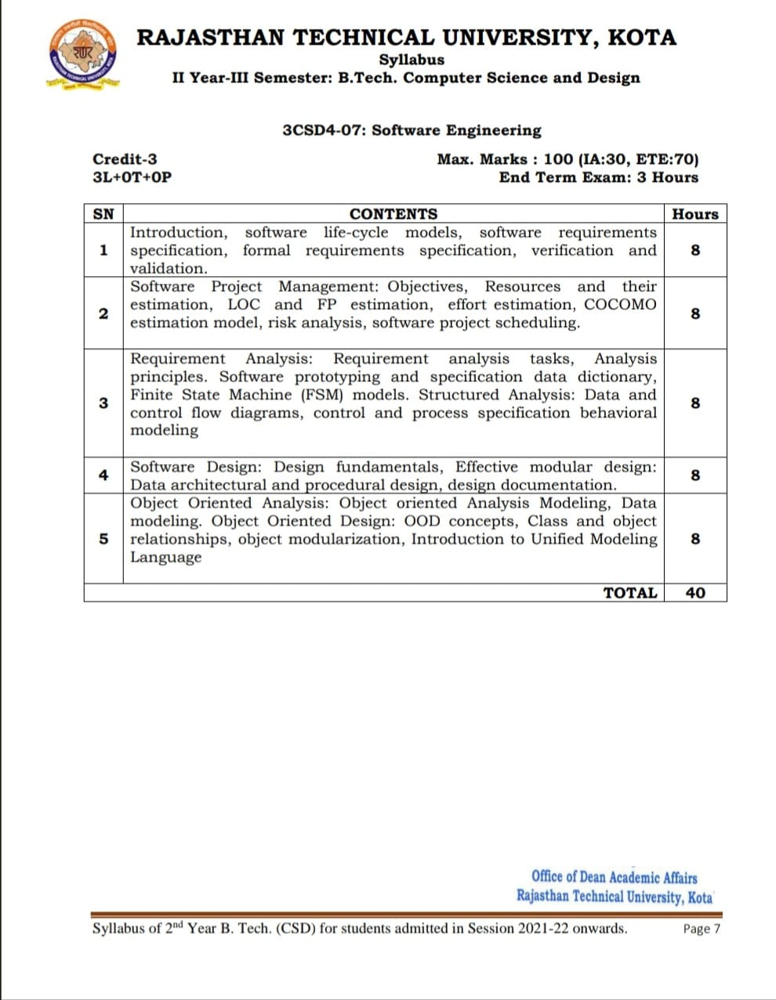 राजस्थान
RAJASTHAN TECHNICAL UNIVERSITY, KOTA
Syllabus
II Year-III Semester: B.Tech. Computer Science and Design
3CSD4-07: Software Engineering
Credit-3
Max. Marks : 100 (IA:30, ETE:70)
3L+OT+OP
End Term Exam: 3 Hours
SN CONTENTS Hours
Introduction, software life-cycle models, software requirements
1 specification, formal requirements specification, verification and 8
validation.
Software Project Management: Objectives, Resources and their
estimation, LOC and FP estimation, effort estimation, COCOMO
2 8
estimation model, risk analysis, software project scheduling.
Requirement Analysis: Requirement analysis tasks, Analysis
principles. Software prototyping and specification data dictionary,
3 Finite State Machine (FSM) models. Structured Analysis: Data and 8
control flow diagrams, control and process specification behavioral
modeling
4 Software Design: Design fundamentals, Effective modular design: 8
Data architectural and procedural design, design documentation.
Object Oriented Analysis: Object oriented Analysis Modeling, Data
modeling. Object Oriented Design: OOD concepts, Class and object
5 relationships, object modularization, Introduction to Unified Modeling 8
Language
TOTAL 40
Office of Dean Academic Affairs
Rajasthan Technical University, Kota
Syllabus of 2nd Year B. Tech. (CSD) for students admitted in Session 2021-22 onwards. Page 7